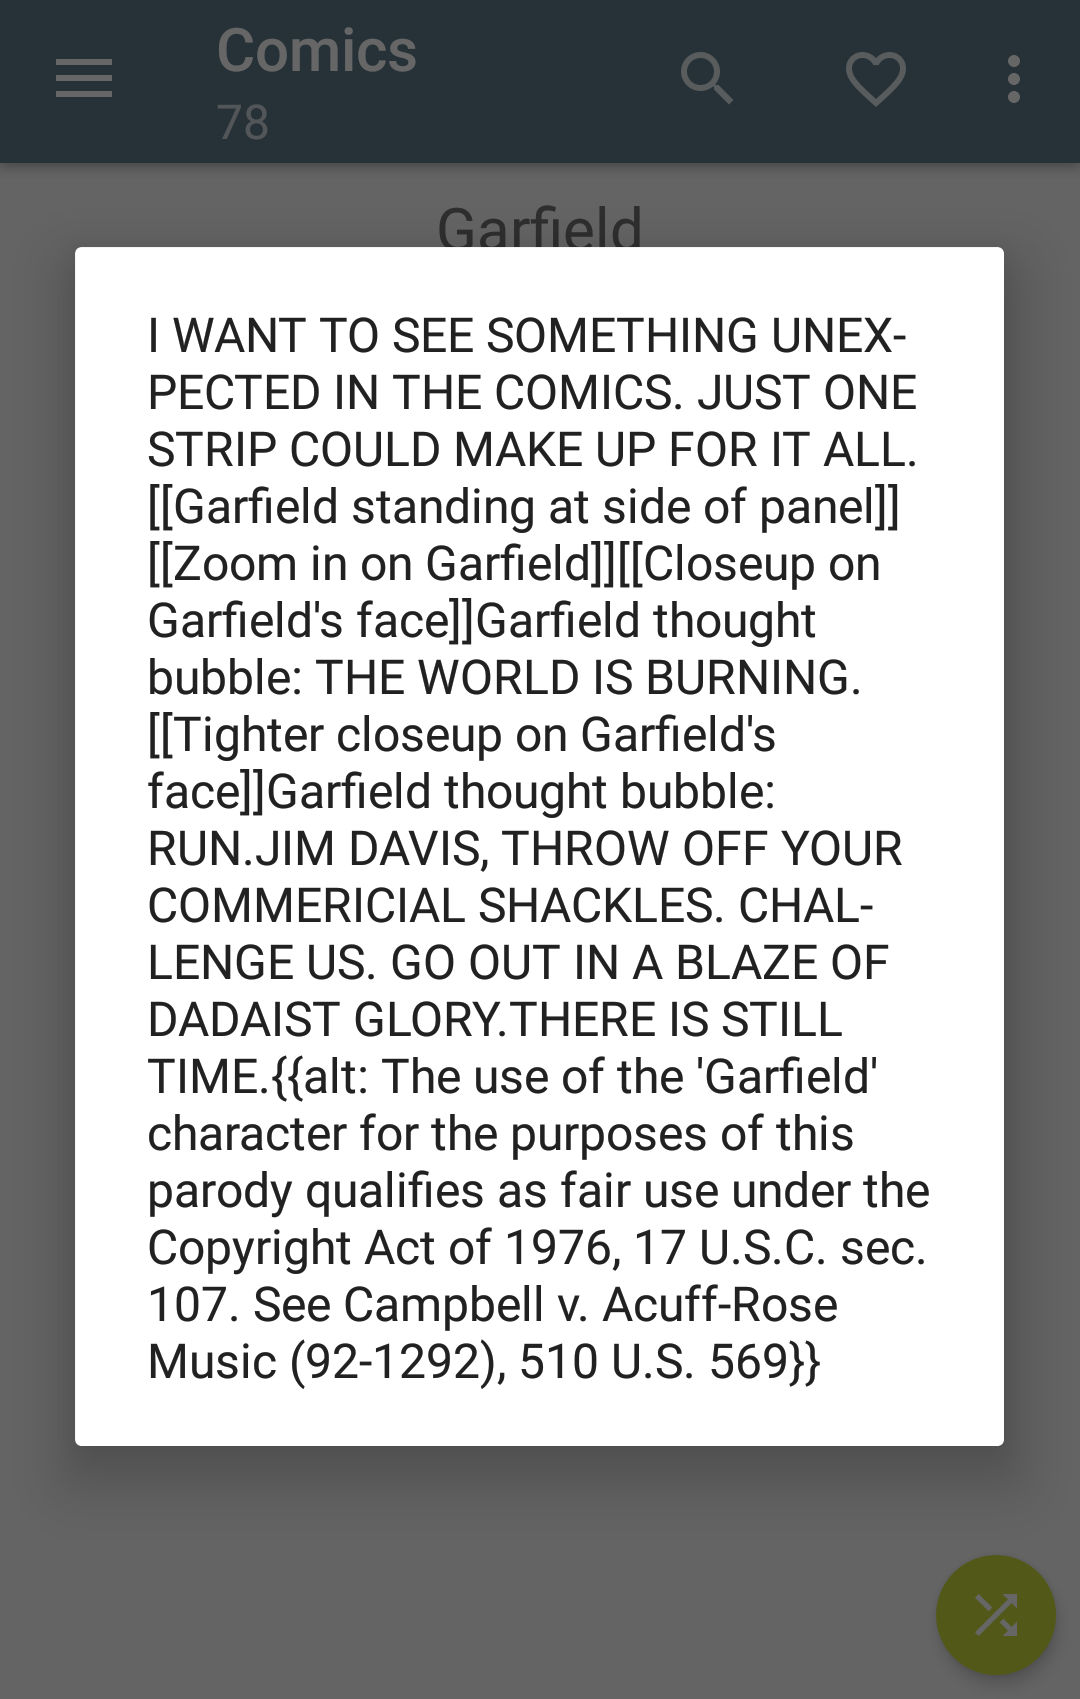 Comics
78
Garfield
I WANT TO SEE SOMETHING UNEX-
PECTED IN THE COMICS. JUST ONE
STRIP COULD MAKE UP FOR IT ALL.
[[Garfield standing at side of panel]]
[[Zoom in on Garfield]][[Closeup on
Garfield's face]]Garfield thought
bubble: THE WORLD IS BURNING.
[[Tighter closeup on Garfield's
face]]Garfield thought bubble:
RUN.JIM DAVIS, THROW OFF YOUR
COMMERICIAL SHACKLES. CHAL-
LENGE US. GO OUT IN A BLAZE OF
DADAIST GLORY.THERE IS STILL
TIME.{{alt: The use of the 'Garfield'
character for the purposes of this
parody qualifies as fair use under the
Copyright Act of 1976, 17 U.S.C. sec.
107. See Campbell v. Acuff-Rose
Music (92-1292), 510 U.S. 569}}